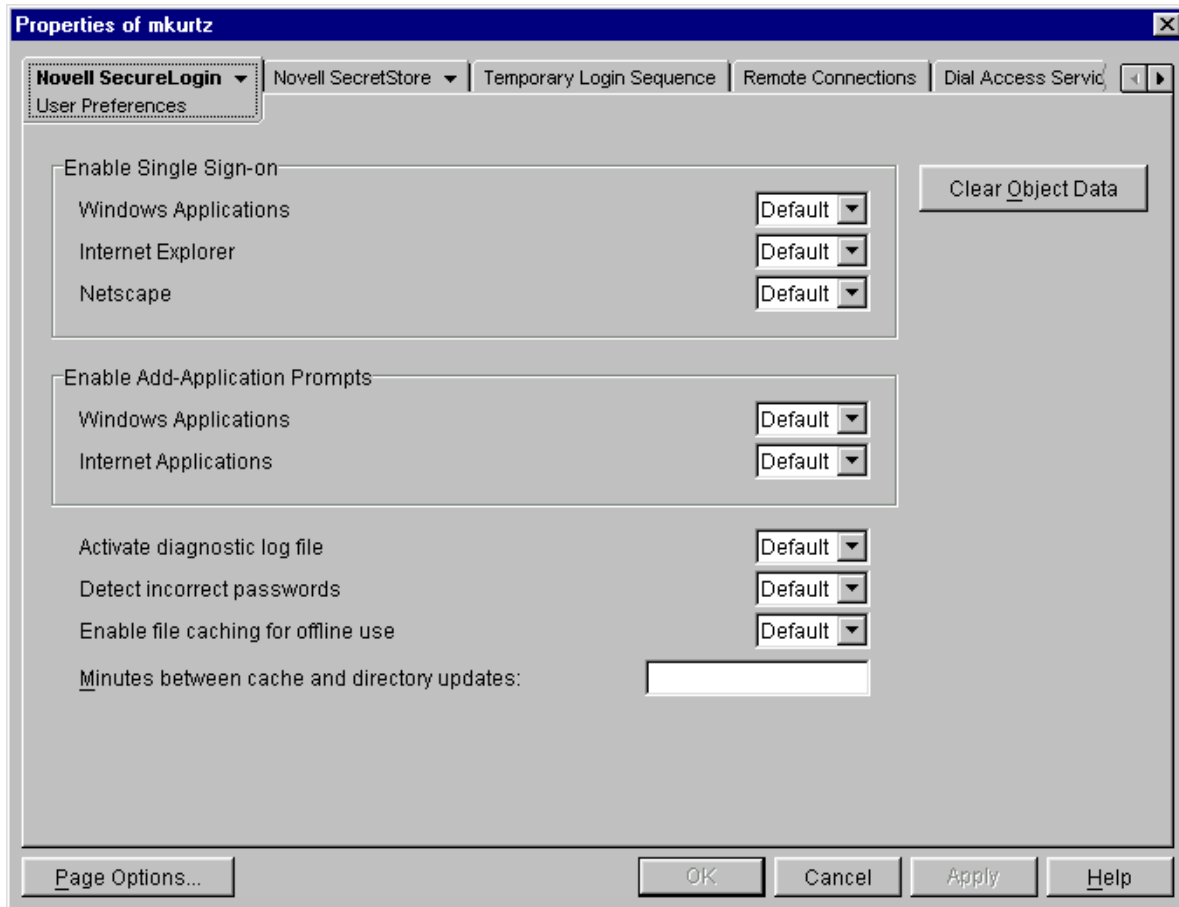 Properties of mkurtz
Novell SecureLogin Novell SecretStore Temporary Login Sequence Remote Connections Dial Access Servic
User Preferences
Enable Single Sign-on
Clear Object Data
Windows Applications Default
Internet Explorer Default
Netscape Default
Enable Add-Application Prompts
Windows Applications Default
Internet Applications Default
Activate diagnostic log file Default
Detect incorrect passwords Default
Enable file caching for offline use Default
Minutes between cache and directory updates:
Page Options... OK Cancel Apply Help